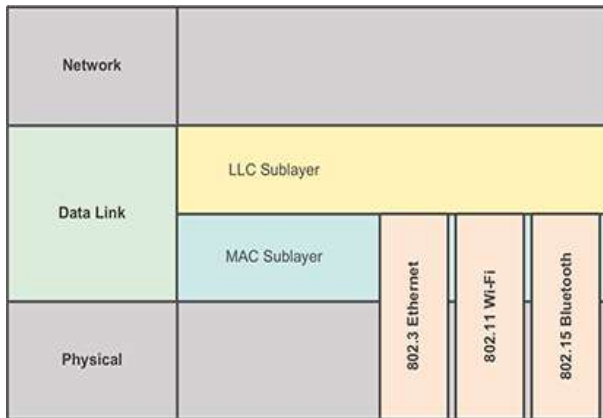 Network
LLC Sublayer
Data Link
MAC Sublayer
802.3 Ethernet
802.11 Wi-Fi
802.15 Bluetooth
Physical